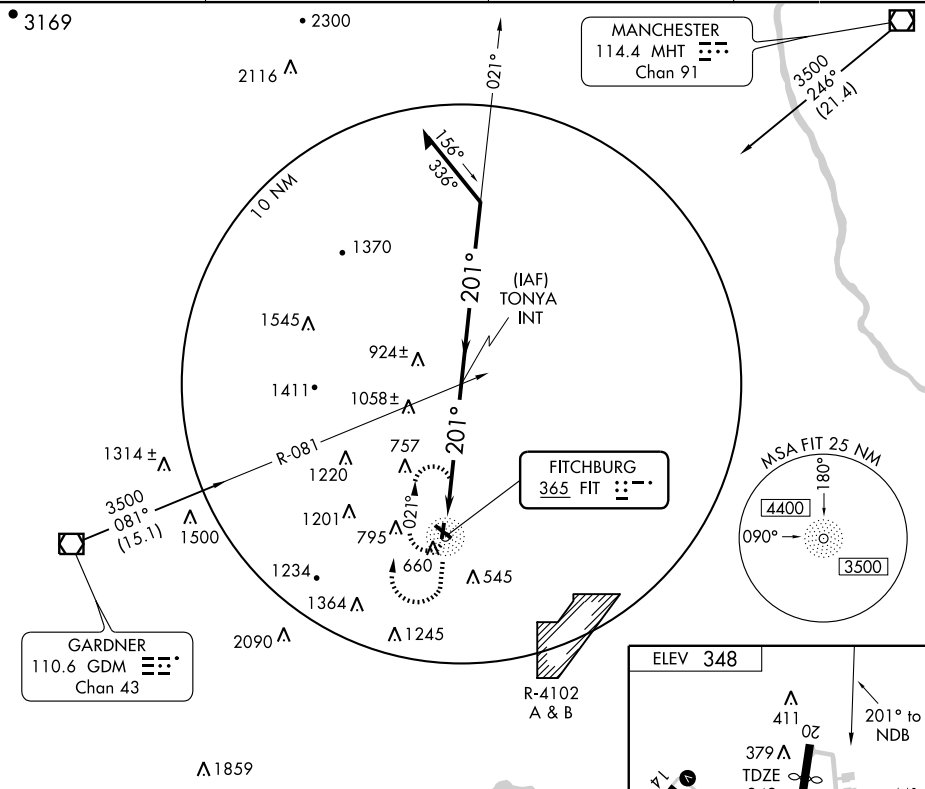 3169
2300
2116
MANCHESTER
114.4 MHT
Chan 91
3500
246°
(21.4)
021°
156°
336°
10 NM
1370
201°
(IAF)
TONYA
INT
1545
924±
1411
1058±
R-081
201°
1314±
757
1220
3500
081°
(15.1)
1500
1201
021°
795
660
FITCHBURG
365 FIT
MSA FIT 25 NM
180°
4400
090°
3500
1234
545
1364
2090
1245
GARDNER
110.6 GDM
Chan 43
R-4102
A & B
1859
ELEV 348
411
201° to
NDB
20
379
TDZE
14
V